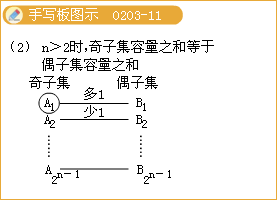 手写板图示 0203-11
(2) n>2时,奇子集容量之和等于
偶子集容量之和
奇子集 偶子集
A₁ 多1 B₁
A₂ 少1 B₂
⋮ ⋮
A₂ₙ₋₁ B₂ₙ₋₁